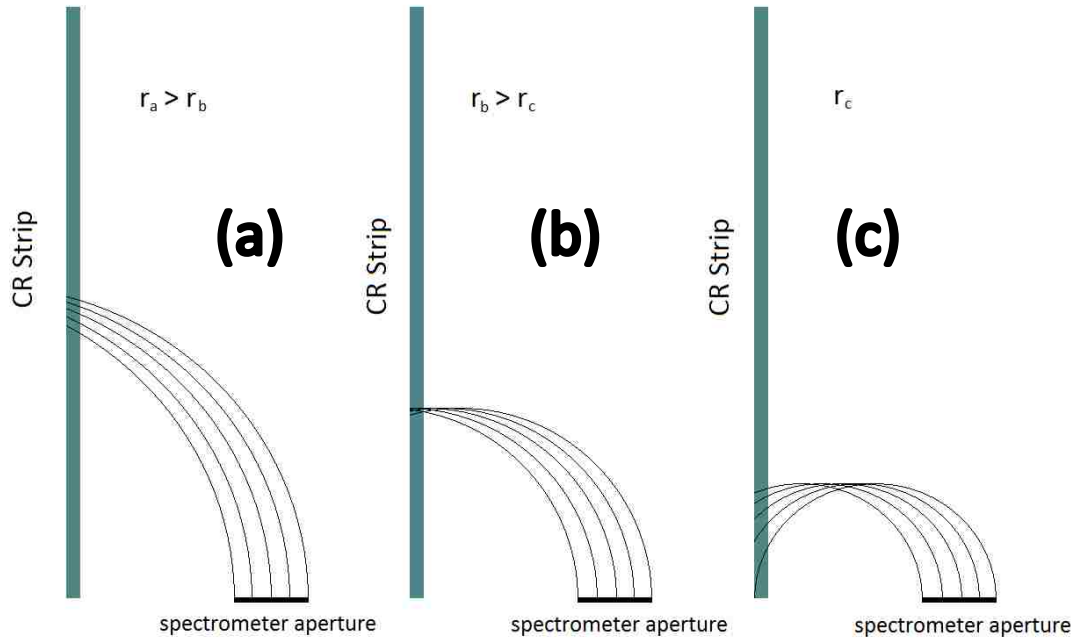 r_a > r_b
CR Strip
(a)
spectrometer aperture
r_b > r_c
CR Strip
(b)
spectrometer aperture
r_c
CR Strip
(c)
spectrometer aperture